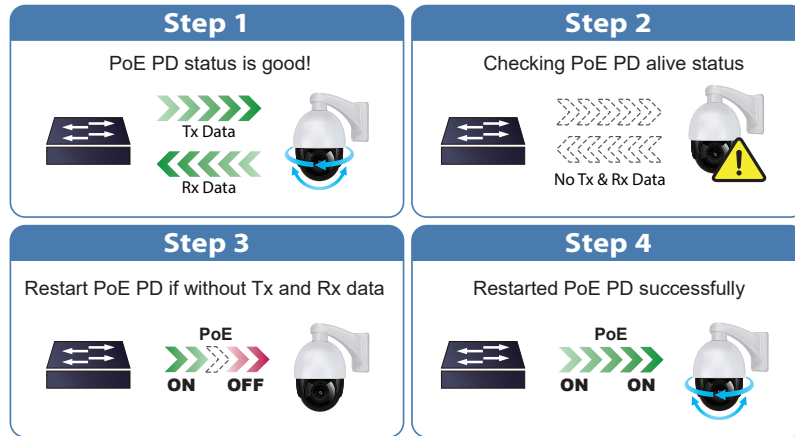 Step 1
PoE PD status is good!
Tx Data
Rx Data
Step 2
Checking PoE PD alive status
No Tx & Rx Data
Step 3
Restart PoE PD if without Tx and Rx data
PoE
ON OFF
Step 4
Restarted PoE PD successfully
PoE
ON ON